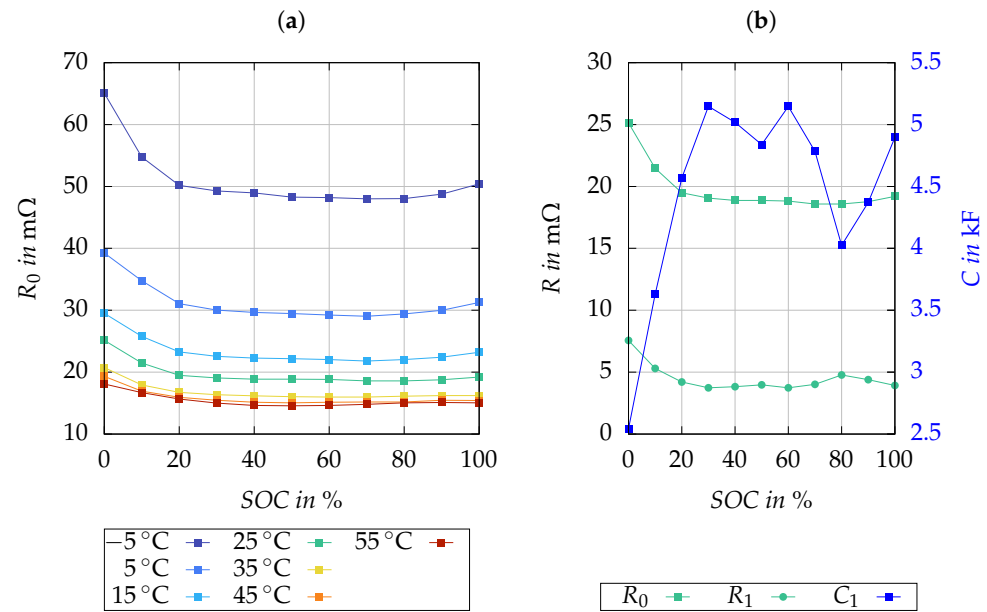 (a)
70
60
50
40
30
20
10
R₀ in mΩ
0 20 40 60 80 100
SOC in %
−5 °C 25 °C 55 °C
5 °C 35 °C
15 °C 45 °C
(b)
30
25
20
15
10
5
0
R in mΩ
5.5
5
4.5
4
3.5
3
2.5
C in kF
0 20 40 60 80 100
SOC in %
R₀ R₁ C₁